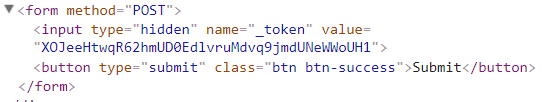 ▼<form method="POST">
<input type="hidden" name="_token" value=
"XOJeeHtwqR62hmUD0EdlvruMdvq9jmdUNeWWoUH1">
<button type="submit" class="btn btn-success">Submit</button>
</form>